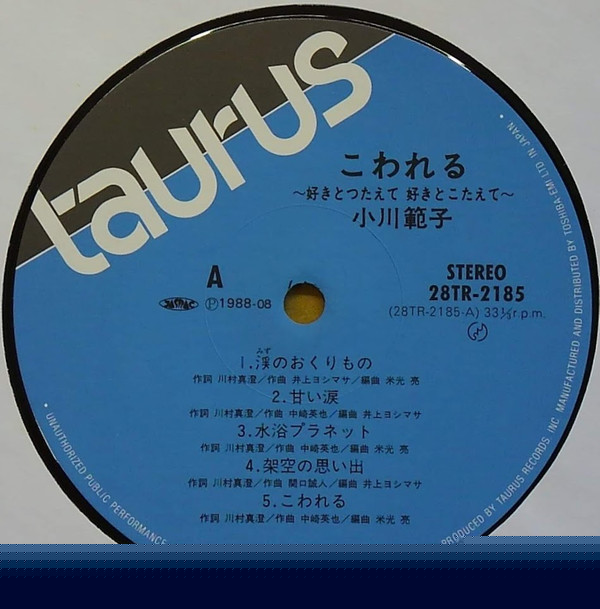 taurus
こわれる
〜好きとつたえて 好きとこたえて〜
小川範子
A
STEREO
28TR-2185
JASRAC Ⓟ1988·08
(28TR-2185-A) 33⅓r.p.m.
みず
1.渓のおくりもの
作詞 川村真澄/作曲 井上ヨシマサ/編曲 米光 亮
2.甘い涙
作詞 川村真澄/作曲 中崎英也/編曲 井上ヨシマサ
3.水浴プラネット
作詞 川村真澄/作曲 中崎英也/編曲 米光 亮
4.架空の思い出
作詞 川村真澄/作曲 関口誠人/編曲 井上ヨシマサ
5.こわれる
作詞 川村真澄/作曲 中崎英也/編曲 米光 亮
UNAUTHORIZED PUBLIC PERFORMANCE
PRODUCED BY TAURUS RECORDS INC MANUFACTURED AND DISTRIBUTED BY TOSHIBA-EMI LTD IN JAPAN